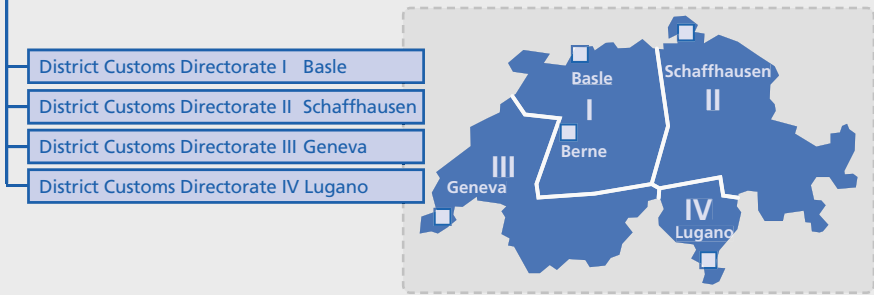 District Customs Directorate I Basle
District Customs Directorate II Schaffhausen
District Customs Directorate III Geneva
District Customs Directorate IV Lugano
Basle
I
Berne
Schaffhausen
II
III
Geneva
IV
Lugano